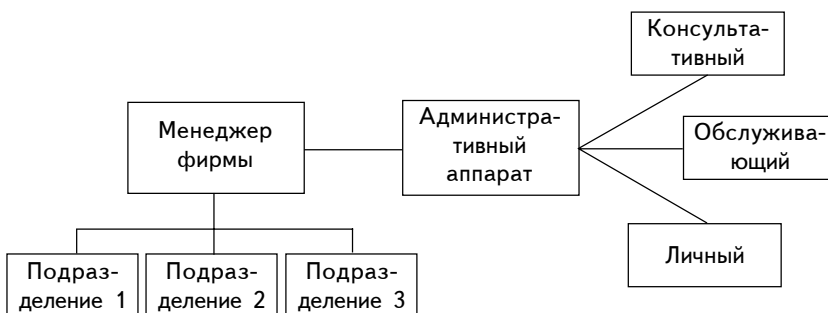 Консульта-
тивный
Менеджер
фирмы
Администра-
тивный
аппарат
Обслужива-
ющий
Личный
Подраз-
деление 1
Подраз-
деление 2
Подраз-
деление 3